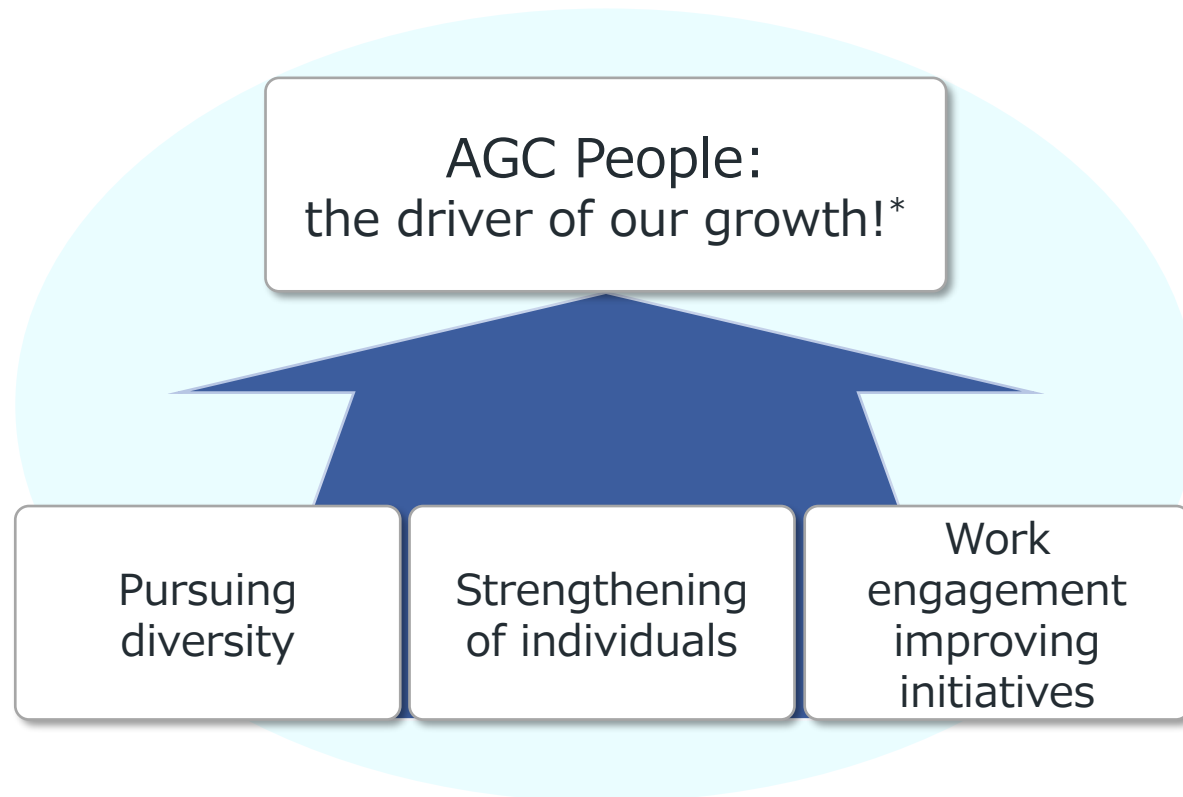 AGC People:
the driver of our growth!*
Pursuing
diversity
Strengthening
of individuals
Work
engagement
improving
initiatives